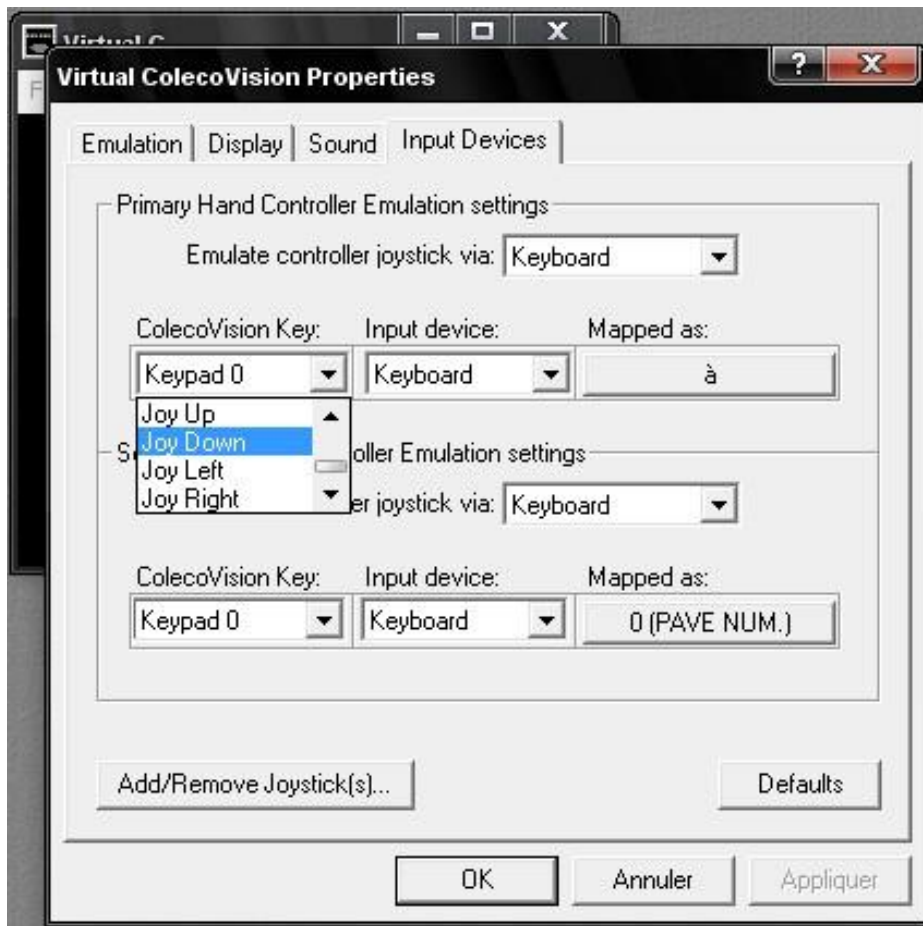 Virtual C
F
Virtual ColecoVision Properties
?
Emulation Display Sound Input Devices
Primary Hand Controller Emulation settings
Emulate controller joystick via: Keyboard
ColecoVision Key: Input device: Mapped as:
Keypad 0 Keyboard à
Joy Up
Joy Down
Joy Left
Joy Right
S oller Emulation settings
er joystick via: Keyboard
ColecoVision Key: Input device: Mapped as:
Keypad 0 Keyboard 0 (PAVE NUM.)
Add/Remove Joystick(s)... Defaults
OK Annuler Appliquer